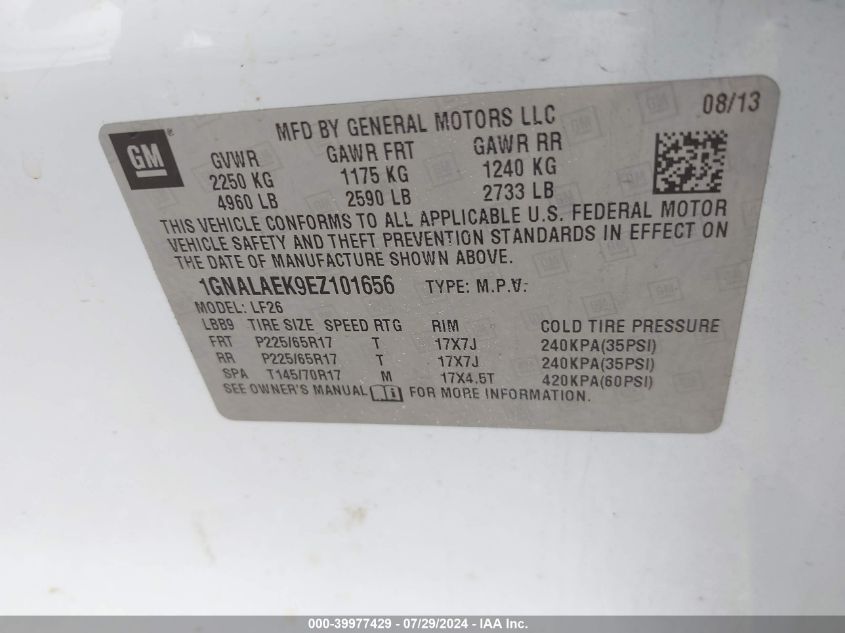 08/13
GM®
MFD BY GENERAL MOTORS LLC
GVWR GAWR FRT GAWR RR
2250 KG 1175 KG 1240 KG
4960 LB 2590 LB 2733 LB
THIS VEHICLE CONFORMS TO ALL APPLICABLE U.S. FEDERAL MOTOR
VEHICLE SAFETY AND THEFT PREVENTION STANDARDS IN EFFECT ON
THE DATE OF MANUFACTURE SHOWN ABOVE.
1GNALAEK9EZ101656 TYPE: M.P.V.
MODEL: LF26
LBB9 TIRE SIZE SPEED RTG RIM COLD TIRE PRESSURE
FRT P225/65R17 T 17X7J 240KPA(35PSI)
RR P225/65R17 T 17X7J 240KPA(35PSI)
SPA T145/70R17 M 17X4.5T 420KPA(60PSI)
SEE OWNER'S MANUAL FOR MORE INFORMATION.
000-39977429 - 07/29/2024 - IAA Inc.